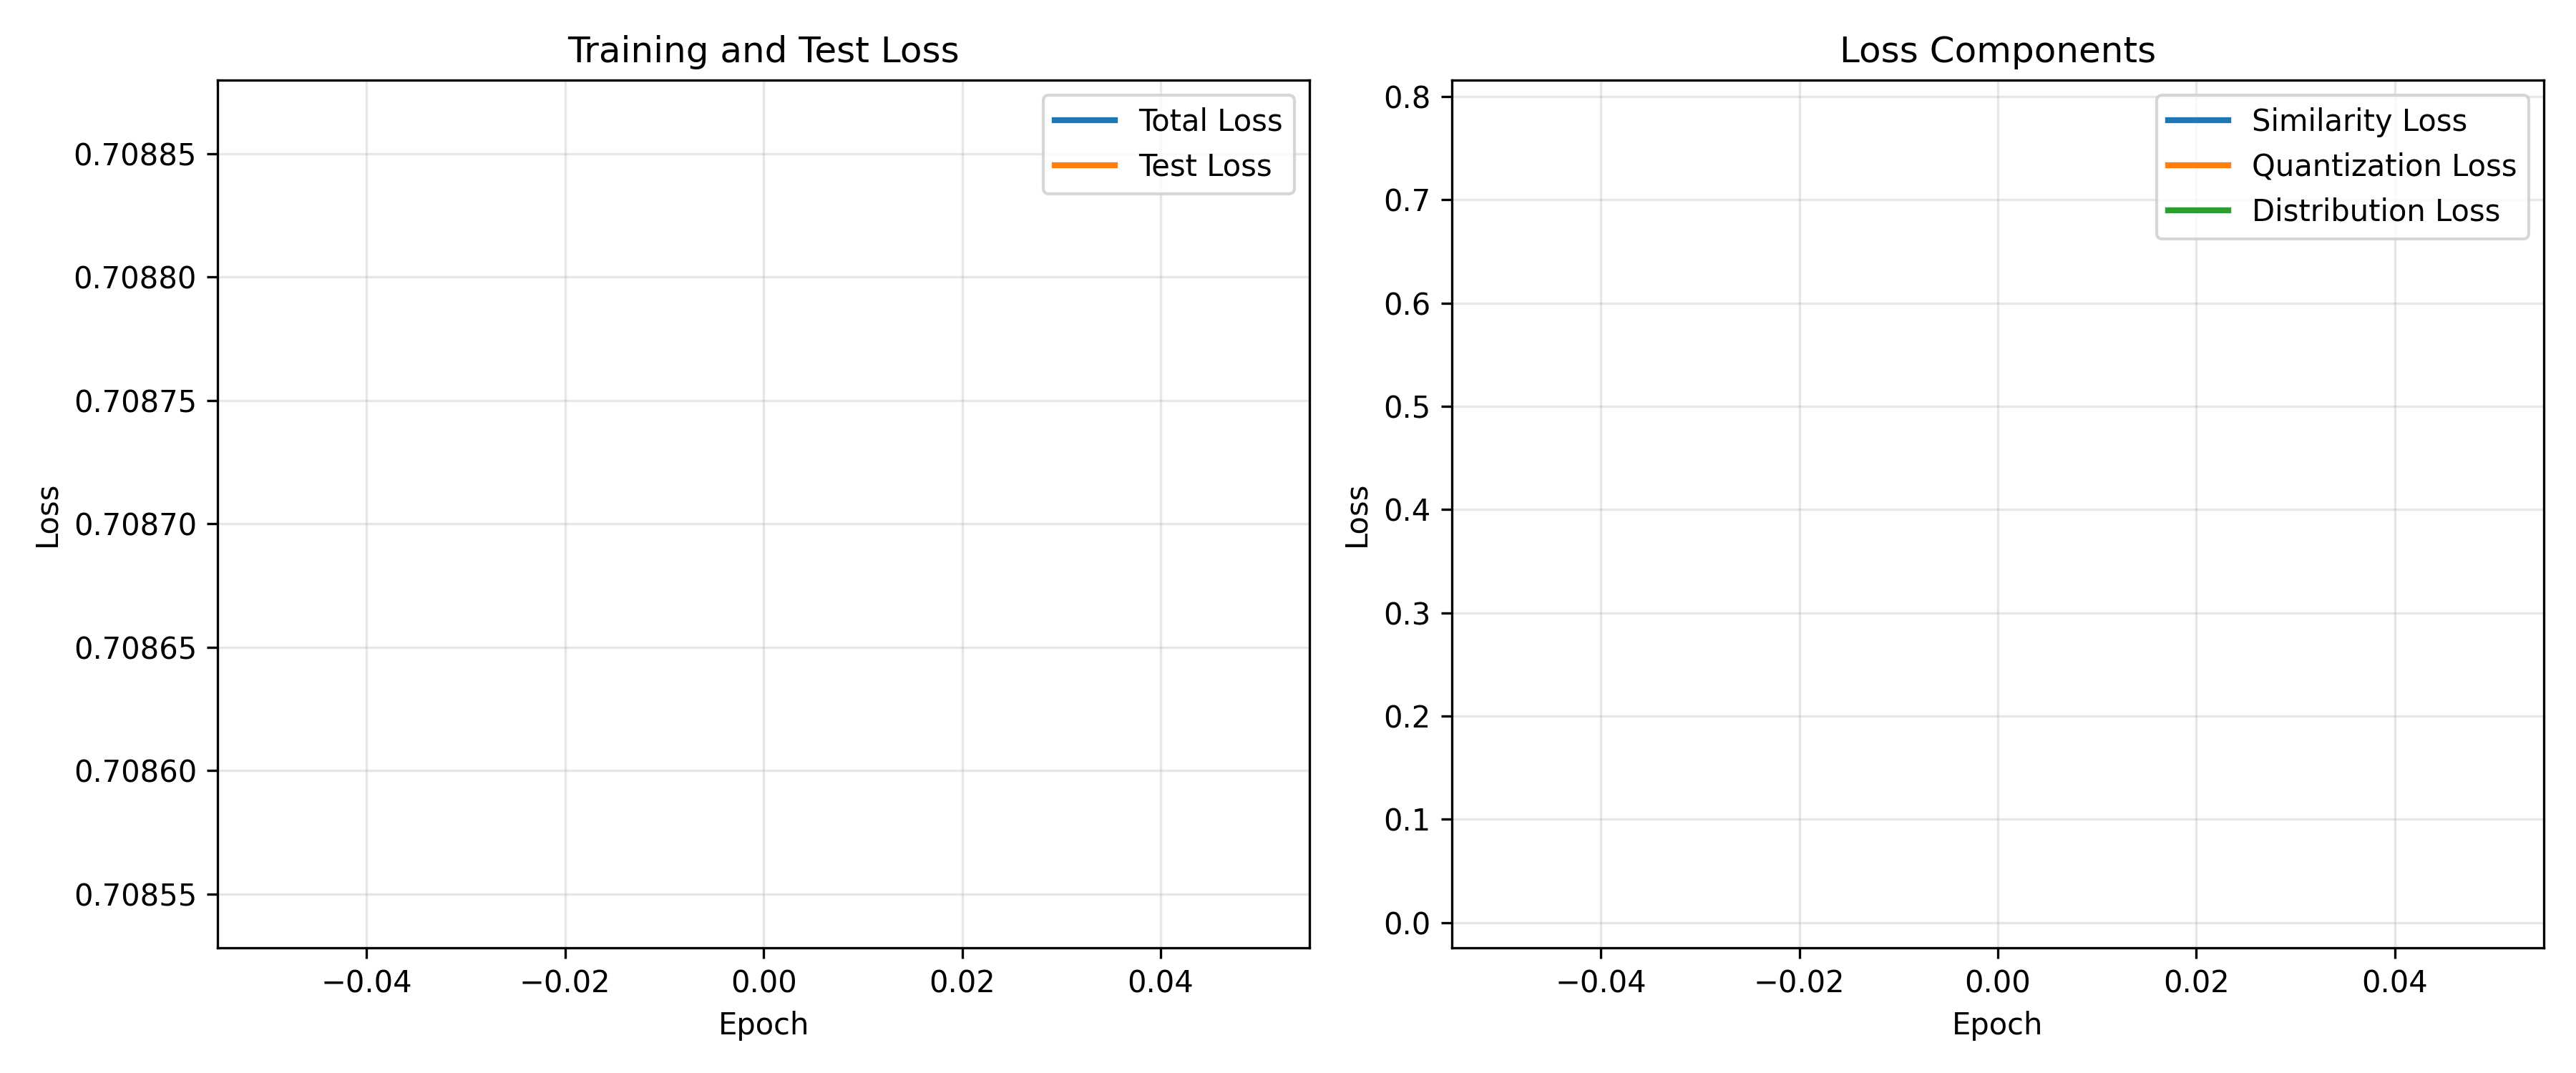 Training and Test Loss
Total Loss
Test Loss
0.70885
0.70880
0.70875
0.70870
0.70865
0.70860
0.70855
Loss
−0.04 −0.02 0.00 0.02 0.04
Epoch
Loss Components
Similarity Loss
Quantization Loss
Distribution Loss
0.8
0.7
0.6
0.5
0.4
0.3
0.2
0.1
0.0
Loss
−0.04 −0.02 0.00 0.02 0.04
Epoch